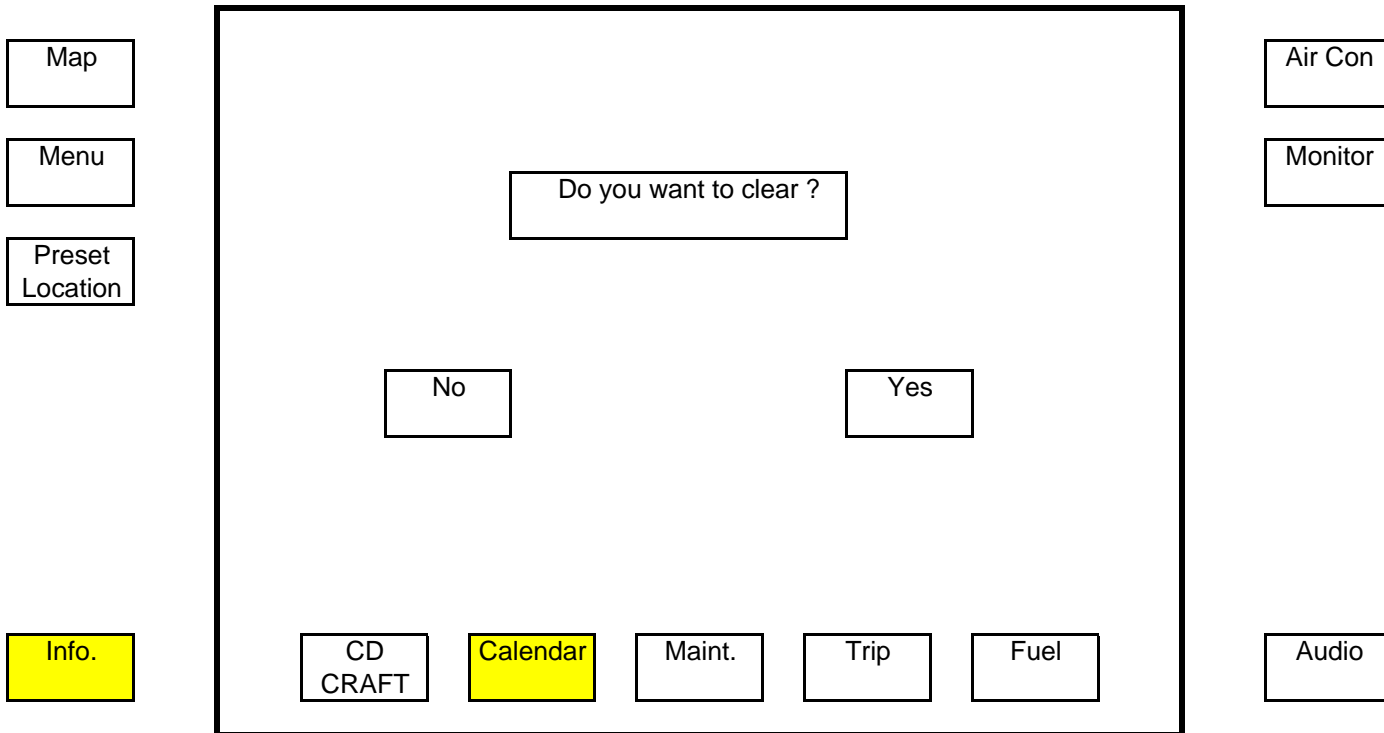 Map
Air Con
Menu
Monitor
Do you want to clear ?
Preset
Location
No
Yes
Info.
CD
CRAFT
Calendar
Maint.
Trip
Fuel
Audio